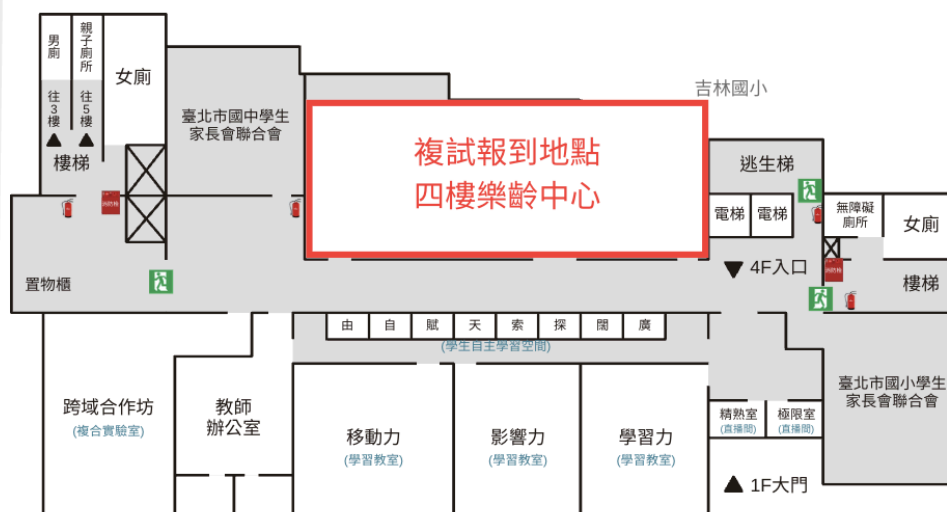 男廁
親子廁所
女廁
往3樓
往5樓
樓梯
臺北市國中學生
家長會聯合會
吉林國小
複試報到地點
四樓樂齡中心
逃生梯
電梯
電梯
無障礙
廁所
女廁
4F入口
樓梯
置物櫃
由
自
賦
天
索
探
闊
廣
(學生自主學習空間)
跨域合作坊
(複合實驗室)
教師
辦公室
移動力
(學習教室)
影響力
(學習教室)
學習力
(學習教室)
精熟室
(直播間)
極限室
(直播間)
臺北市國小學生
家長會聯合會
1F大門